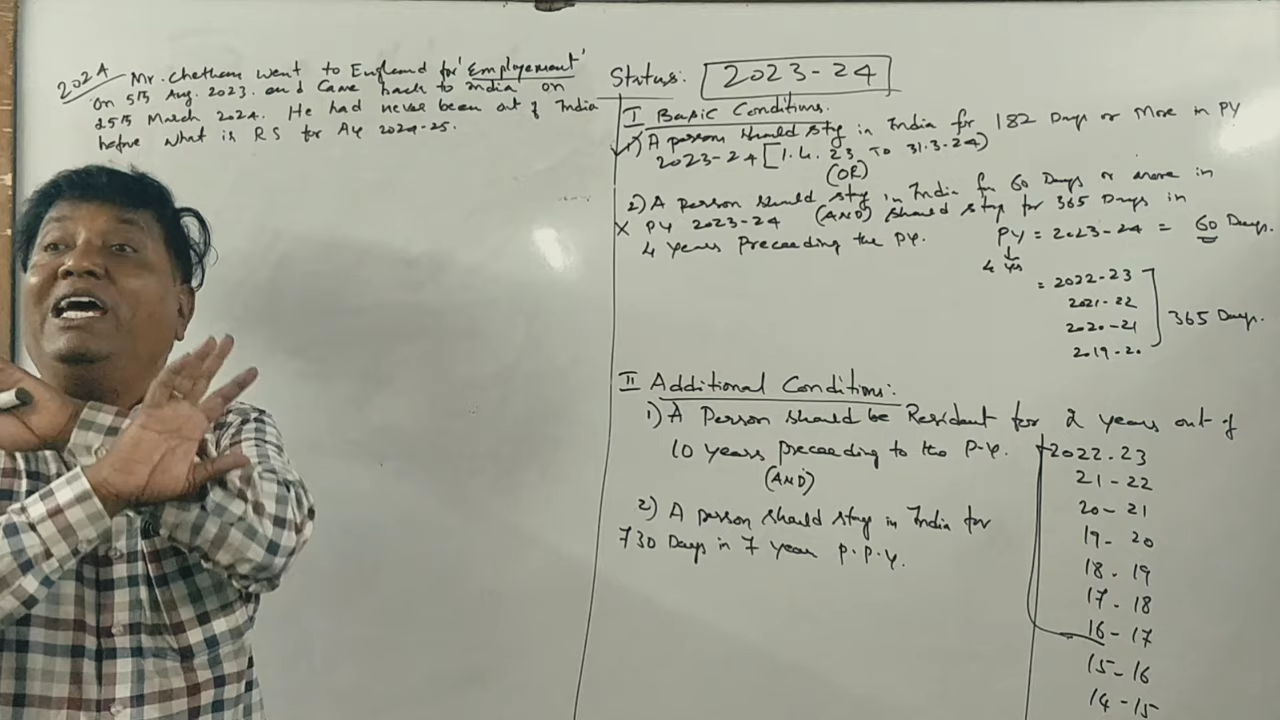 2024 Mr. Chetham went to England for 'Employement'
on 5th Aug. 2023. and Came back to india on
25th March 2024. He had never been out of India
before what is RS for Ay 2024-25.
Status: 2023-24
I Basic Conditions.
1) A person should stay in India for 182 Days or More in PY
2023-24 [1.4.23 TO 31.3.24)
(OR)
2) A person should stay in India for 60 Days or more in
X PY 2023-24 (AND) should stay for 365 Days in
4 years Preceeding the PY.
PY = 2023-24 = 60 Days.
4 yrs
= 2022-23
2021-22
2020-21
2019-20
365 Days.
II Additional Conditions:
1) A Person should be Resident for 2 years out of
10 years preceeding to the P.Y.
(AND)
2) A person should stay in India for
730 Days in 7 year P.P.Y.
2022-23
21-22
20-21
19-20
18-19
17-18
16-17
15-16
14-15